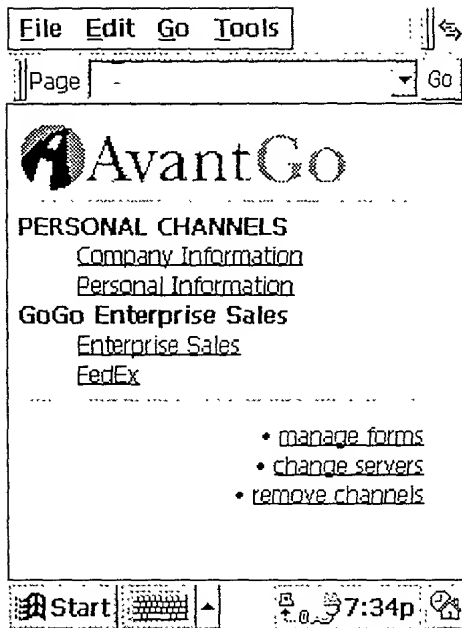 File Edit Go Tools
Page Go
AvantGo
PERSONAL CHANNELS
Company Information
Personal Information
GoGo Enterprise Sales
Enterprise Sales
FedEx
• manage forms
• change servers
• remove channels
Start 7:34p